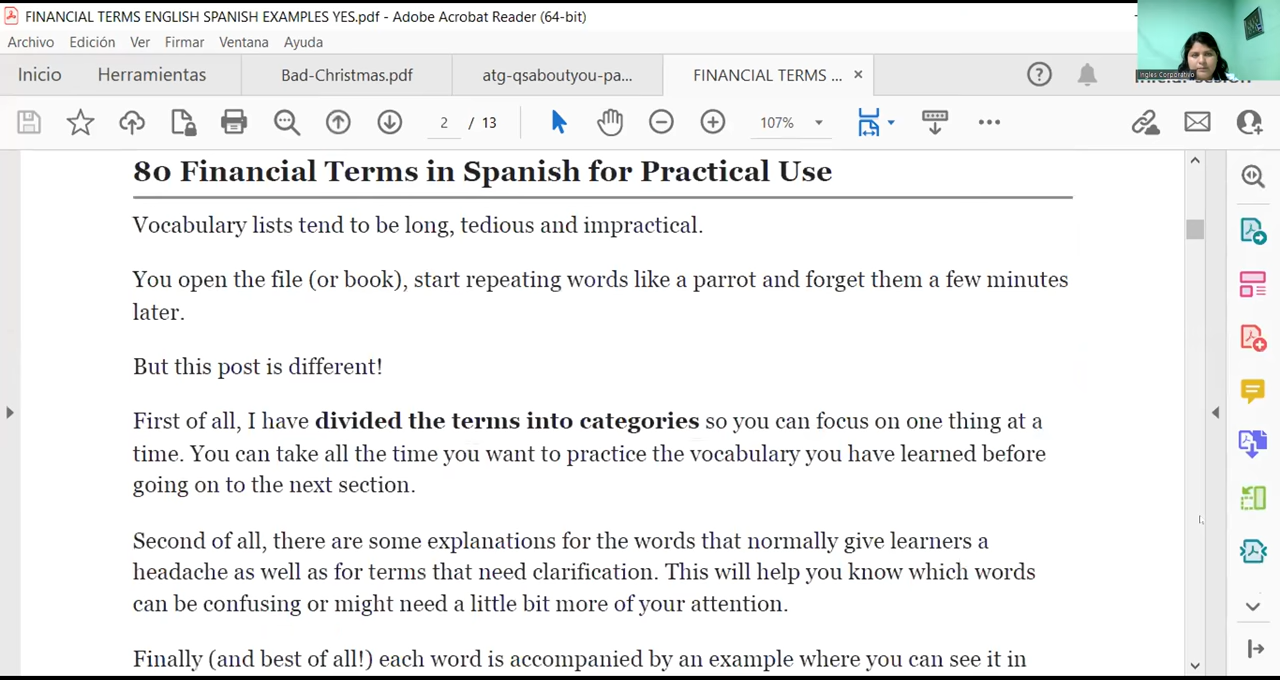 FINANCIAL TERMS ENGLISH SPANISH EXAMPLES YES.pdf - Adobe Acrobat Reader (64-bit)
Archivo Edición Ver Firmar Ventana Ayuda
Inicio Herramientas Bad-Christmas.pdf atg-qsaboutyou-pa... FINANCIAL TERMS ... ×
Ingles Corporativo
2 / 13 107%
80 Financial Terms in Spanish for Practical Use
Vocabulary lists tend to be long, tedious and impractical.
You open the file (or book), start repeating words like a parrot and forget them a few minutes
later.
But this post is different!
First of all, I have divided the terms into categories so you can focus on one thing at a
time. You can take all the time you want to practice the vocabulary you have learned before
going on to the next section.
Second of all, there are some explanations for the words that normally give learners a
headache as well as for terms that need clarification. This will help you know which words
can be confusing or might need a little bit more of your attention.
Finally (and best of all!) each word is accompanied by an example where you can see it in